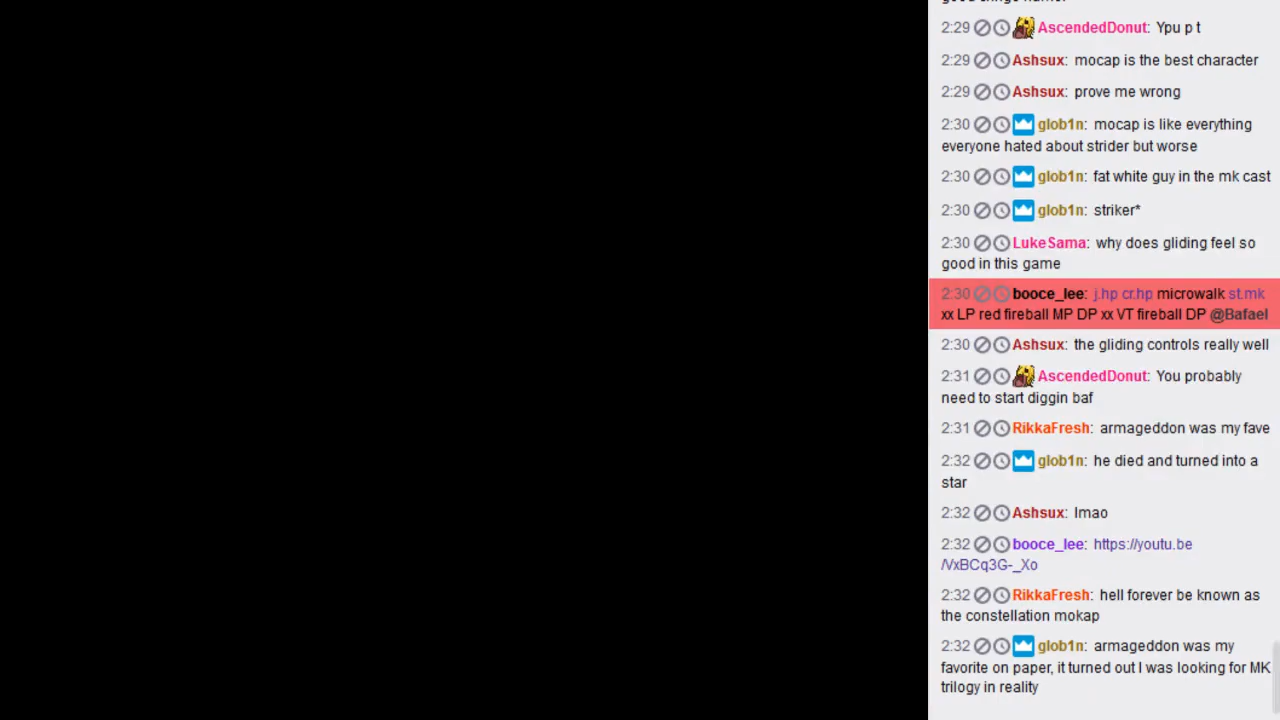 2:29 AscendedDonut: Ypu p t
2:29 Ashsux: mocap is the best character
2:29 Ashsux: prove me wrong
2:30 glob1n: mocap is like everything
everyone hated about strider but worse
2:30 glob1n: fat white guy in the mk cast
2:30 glob1n: striker*
2:30 LukeSama: why does gliding feel so
good in this game
2:30 booce_lee: j.hp cr.hp microwalk st.mk
xx LP red fireball MP DP xx VT fireball DP @Bafael
2:30 Ashsux: the gliding controls really well
2:31 AscendedDonut: You probably
need to start diggin baf
2:31 RikkaFresh: armageddon was my fave
2:32 glob1n: he died and turned into a
star
2:32 Ashsux: lmao
2:32 booce_lee: https://youtu.be
/VxBCq3G-_Xo
2:32 RikkaFresh: hell forever be known as
the constellation mokap
2:32 glob1n: armageddon was my
favorite on paper, it turned out I was looking for MK
trilogy in reality